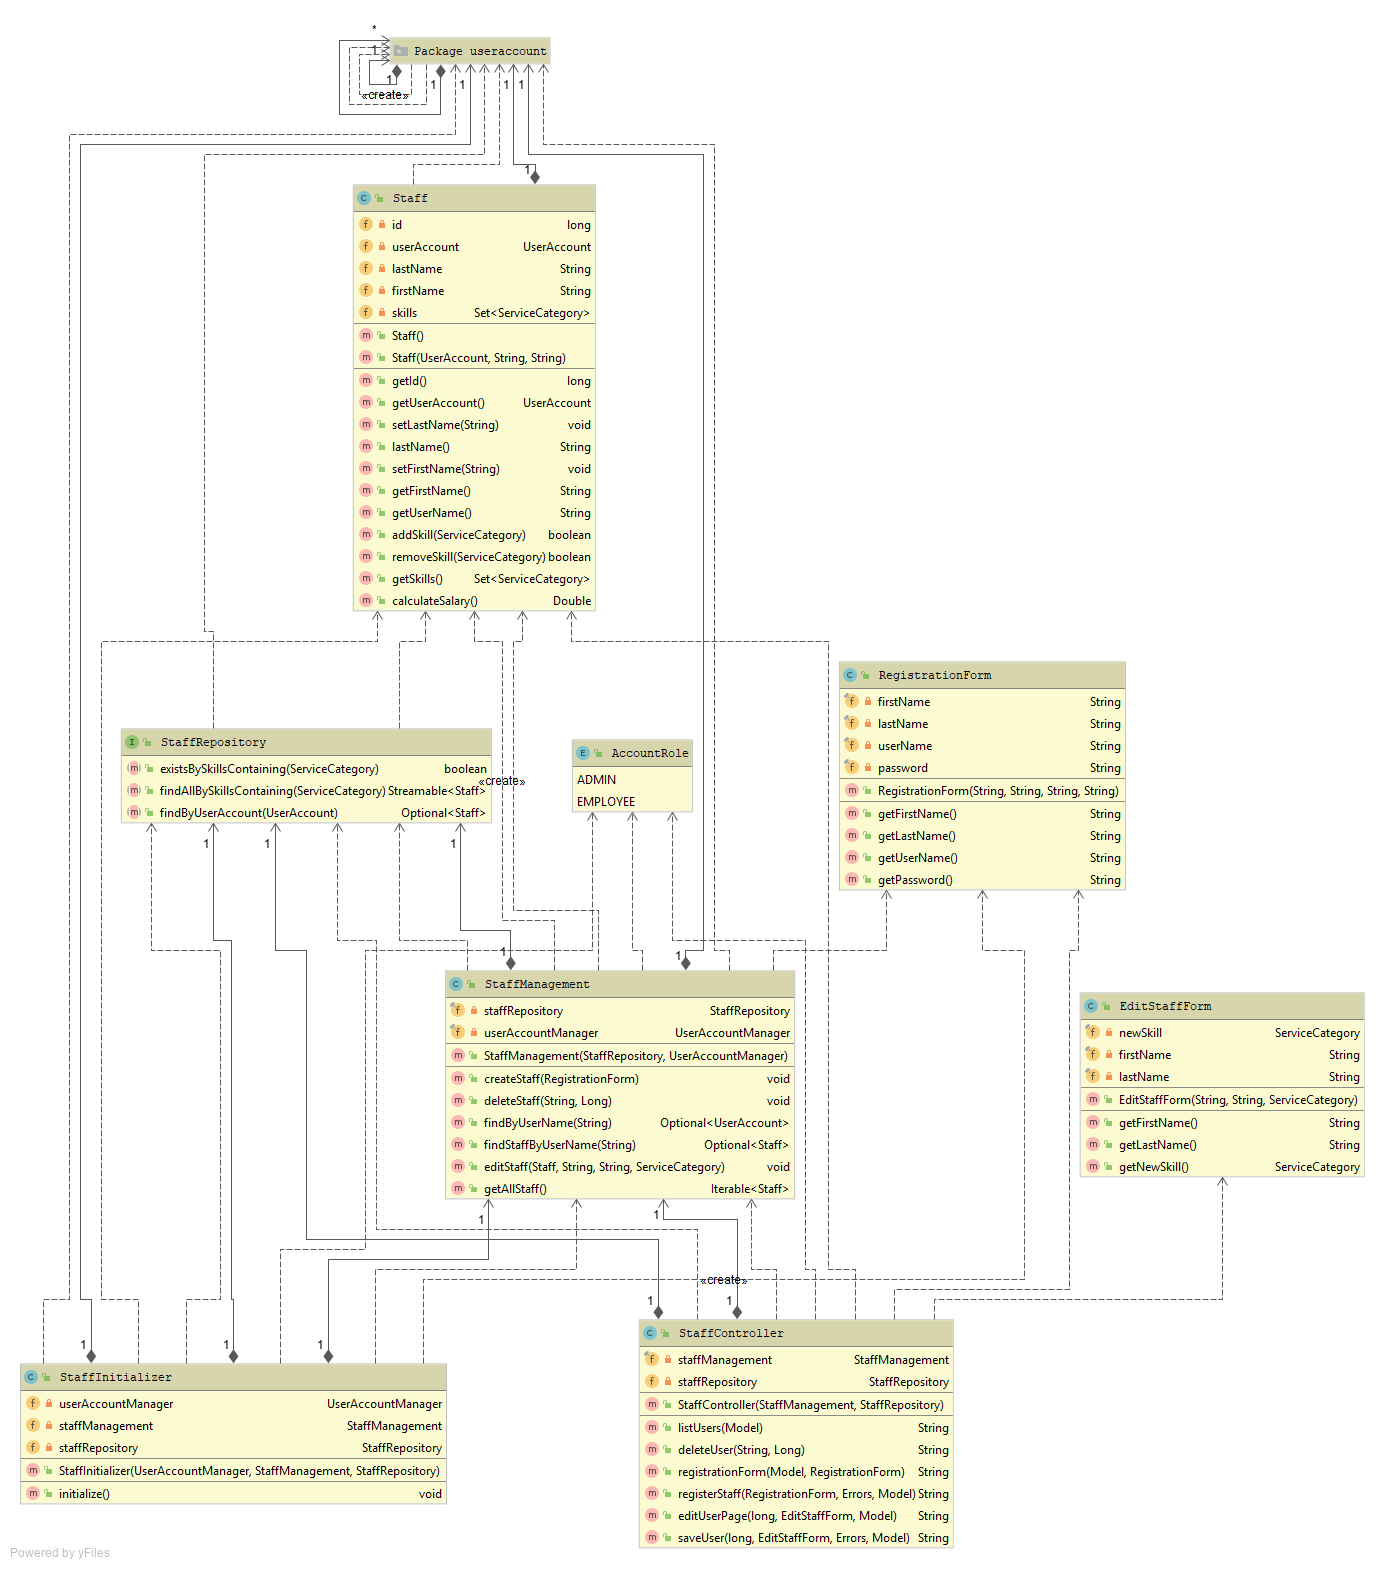 *
Package useraccount
1
1
1
«create»
1
1
1
1
Staff
id long
userAccount UserAccount
lastName String
firstName String
skills Set<ServiceCategory>
Staff()
Staff(UserAccount, String, String)
getId() long
getUserAccount() UserAccount
setLastName(String) void
lastName() String
setFirstName(String) void
getFirstName() String
getUserName() String
addSkill(ServiceCategory) boolean
removeSkill(ServiceCategory) boolean
getSkills() Set<ServiceCategory>
calculateSalary() Double
RegistrationForm
firstName String
lastName String
userName String
password String
RegistrationForm(String, String, String, String)
getFirstName() String
getLastName() String
getUserName() String
getPassword() String
StaffRepository
existsBySkillsContaining(ServiceCategory) boolean
findAllBySkillsContaining(ServiceCategory) Streamable<Staff>
findByUserAccount(UserAccount) Optional<Staff>
«create»
AccountRole
ADMIN
EMPLOYEE
1
1
1
1
1
StaffManagement
staffRepository StaffRepository
userAccountManager UserAccountManager
StaffManagement(StaffRepository, UserAccountManager)
createStaff(RegistrationForm) void
deleteStaff(String, Long) void
findByUserName(String) Optional<UserAccount>
findStaffByUserName(String) Optional<Staff>
editStaff(Staff, String, String, ServiceCategory) void
getAllStaff() Iterable<Staff>
EditStaffForm
newSkill ServiceCategory
firstName String
lastName String
EditStaffForm(String, String, ServiceCategory)
getFirstName() String
getLastName() String
getNewSkill() ServiceCategory
1
1
«create»
1
1
1
1
1
StaffController
staffManagement StaffManagement
staffRepository StaffRepository
StaffController(StaffManagement, StaffRepository)
listUsers(Model) String
deleteUser(String, Long) String
registrationForm(Model, RegistrationForm) String
registerStaff(RegistrationForm, Errors, Model) String
editUserPage(long, EditStaffForm, Model) String
saveUser(long, EditStaffForm, Errors, Model) String
StaffInitializer
userAccountManager UserAccountManager
staffManagement StaffManagement
staffRepository StaffRepository
StaffInitializer(UserAccountManager, StaffManagement, StaffRepository)
initialize() void
Powered by yFiles